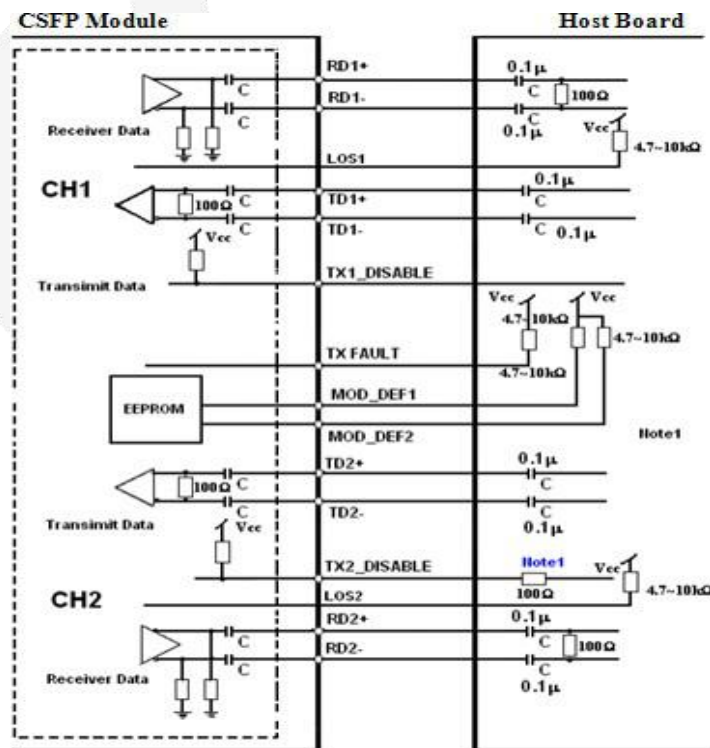 CSFP Module
Host Board
RD1+
0.1μ
C
RD1-
C
100Ω
C
C
Receiver Data
0.1μ
Vcc
4.7~10kΩ
LOS1
CH1
0.1μ
C
TD1+
C
100Ω
C
TD1-
C
0.1μ
Vcc
TX1_DISABLE
Transimit Data
Vcc
Vcc
4.7~10kΩ
4.7~10kΩ
TX FAULT
4.7~10kΩ
MOD_DEF1
EEPROM
MOD_DEF2
Note1
TD2+
0.1μ
C
100Ω
C
C
Transimit Data
TD2-
C
0.1μ
Vcc
TX2_DISABLE
Note1
Vcc
100Ω
4.7~10kΩ
CH2
LOS2
RD2+
0.1μ
C
RD2-
C
100Ω
C
C
Receiver Data
0.1μ